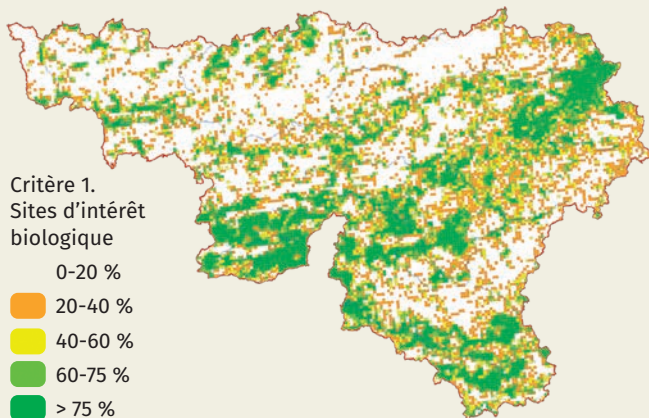 Critère 1.
Sites d'intérêt
biologique
0-20 %
20-40 %
40-60 %
60-75 %
> 75 %